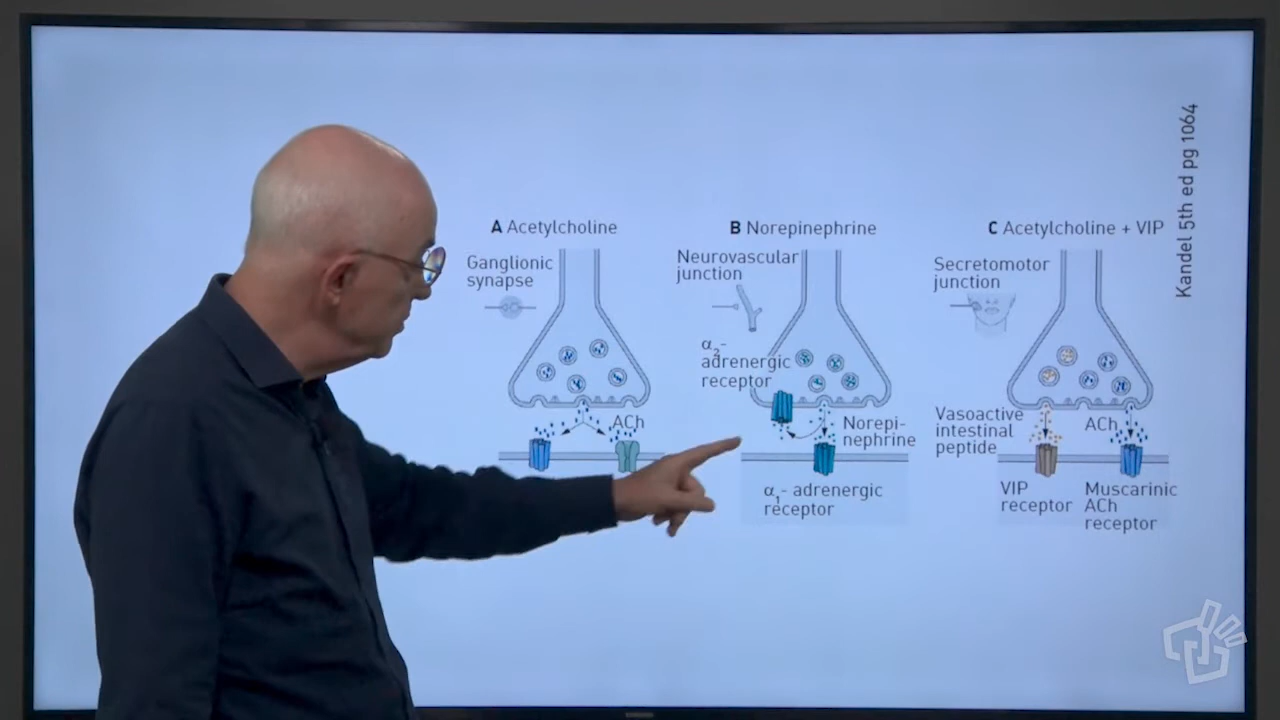 A Acetylcholine
Ganglionic
synapse
ACh
B Norepinephrine
Neurovascular
junction
α2-
adrenergic
receptor
Norepi-
nephrine
α1- adrenergic
receptor
C Acetylcholine + VIP
Secretomotor
junction
Vasoactive
intestinal
peptide
ACh
VIP
receptor
Muscarinic
ACh
receptor
Kandel 5th ed pg 1064